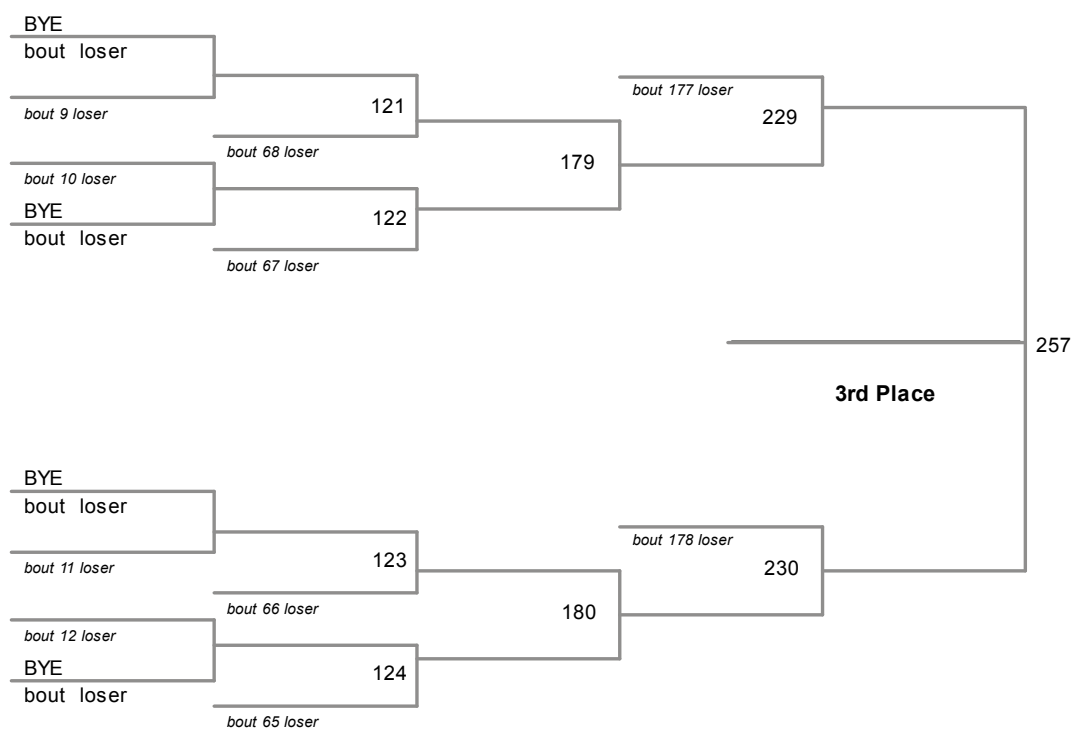 BYE
bout loser
bout 9 loser
121
bout 68 loser
bout 10 loser
BYE
bout loser
122
bout 67 loser
179
bout 177 loser
229
257
3rd Place
BYE
bout loser
bout 11 loser
123
bout 66 loser
bout 12 loser
BYE
bout loser
124
bout 65 loser
180
bout 178 loser
230